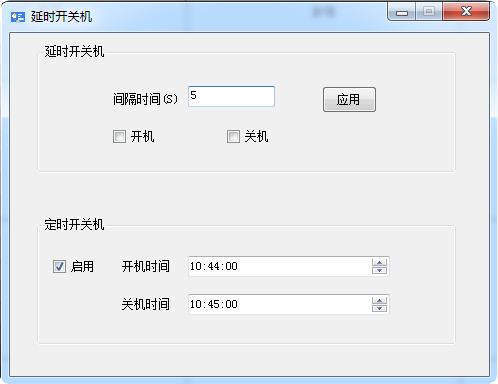 延时开关机
延时开关机
间隔时间(S) 5 应用
开机 关机
定时开关机
启用 开机时间 10:44:00
关机时间 10:45:00